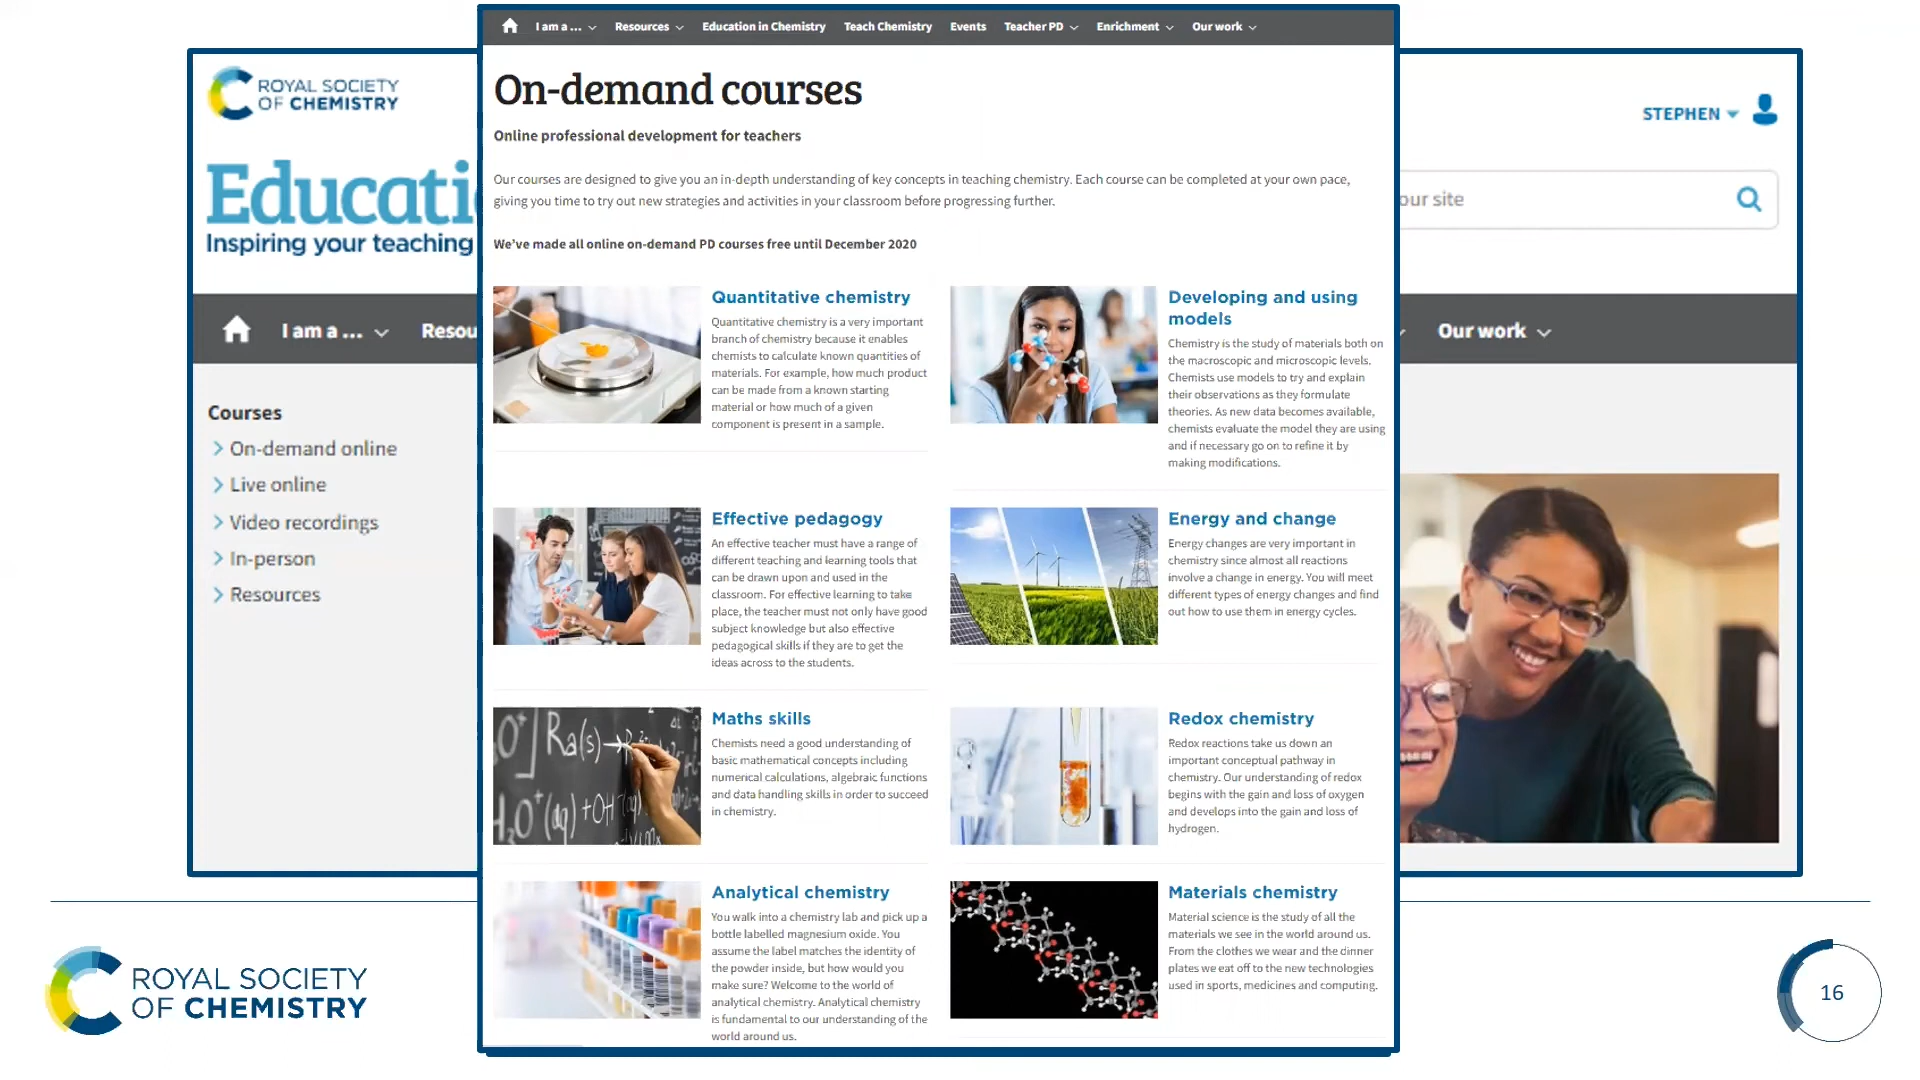 I am a ...
Resources
Education in Chemistry
Teach Chemistry
Events
Teacher PD
Enrichment
Our work
On-demand courses
Online professional development for teachers
Our courses are designed to give you an in-depth understanding of key concepts in teaching chemistry. Each course can be completed at your own pace,
giving you time to try out new strategies and activities in your classroom before progressing further.
We've made all online on-demand PD courses free until December 2020
Quantitative chemistry
Quantitative chemistry is a very important
branch of chemistry because it enables
chemists to calculate known quantities of
materials. For example, how much product
can be made from a known starting
material or how much of a given
component is present in a sample.
Developing and using
models
Chemistry is the study of materials both on
the macroscopic and microscopic levels.
Chemists use models to try and explain
their observations as they formulate
theories. As new data becomes available,
chemists evaluate the model they are using
and if necessary go on to refine it by
making modifications.
Effective pedagogy
An effective teacher must have a range of
different teaching and learning tools that
can be drawn upon and used in the
classroom. For effective learning to take
place, the teacher must not only have good
subject knowledge but also effective
pedagogical skills if they are to get the
ideas across to the students.
Energy and change
Energy changes are very important in
chemistry since almost all reactions
involve a change in energy. You will meet
different types of energy changes and find
out how to use them in energy cycles.
Maths skills
Chemists need a good understanding of
basic mathematical concepts including
numerical calculations, algebraic functions
and data handling skills in order to succeed
in chemistry.
Redox chemistry
Redox reactions take us down an
important conceptual pathway in
chemistry. Our understanding of redox
begins with the gain and loss of oxygen
and develops into the gain and loss of
hydrogen.
Analytical chemistry
You walk into a chemistry lab and pick up a
bottle labelled magnesium oxide. You
assume the label matches the identity of
the powder inside, but how would you
make sure? Welcome to the world of
analytical chemistry. Analytical chemistry
is fundamental to our understanding of the
world around us.
Materials chemistry
Material science is the study of all the
materials we see in the world around us.
From the clothes we wear and the dinner
plates we eat off to the new technologies
used in sports, medicines and computing.
ROYAL SOCIETY
OF CHEMISTRY
Educati
Inspiring your teaching
I am a ...
Resou
Courses
On-demand online
Live online
Video recordings
In-person
Resources
STEPHEN
our site
Our work
Ra(s)
ROYAL SOCIETY
OF CHEMISTRY
16